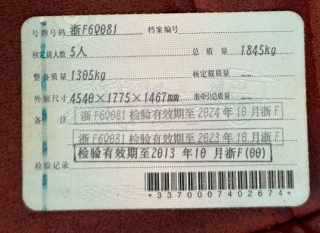 号牌号码 浙F6Q081 档案编号
核定载人数 5人 总质量 1845kg
整备质量 1305kg 核定载质量 --
外廓尺寸 4540×1775×1467mm 准牵引总质量 --
备注 浙F6Q081 检验有效期至2024年10月浙F
浙F6Q081 检验有效期至2023年10月浙F
检验有效期至2013年10月浙F(00)
检验记录
*3370007402674*